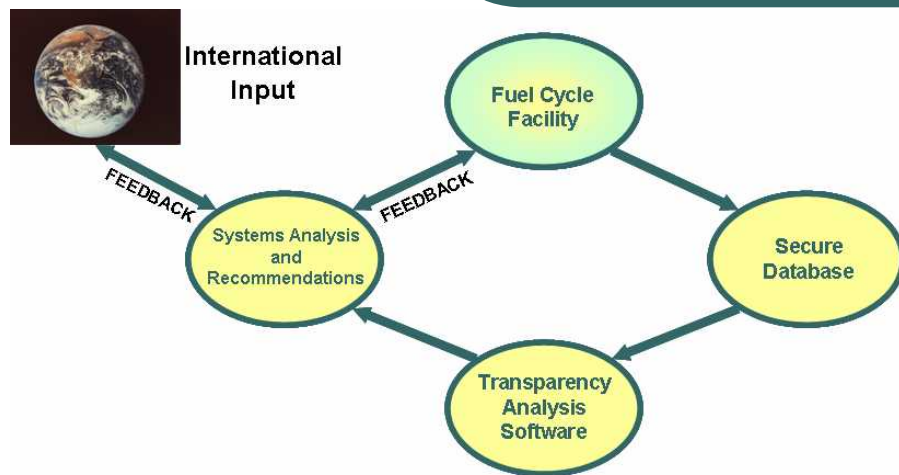 International
Input
Fuel Cycle
Facility
FEEDBACK
FEEDBACK
Systems Analysis
and
Recommendations
Secure
Database
Transparency
Analysis
Software